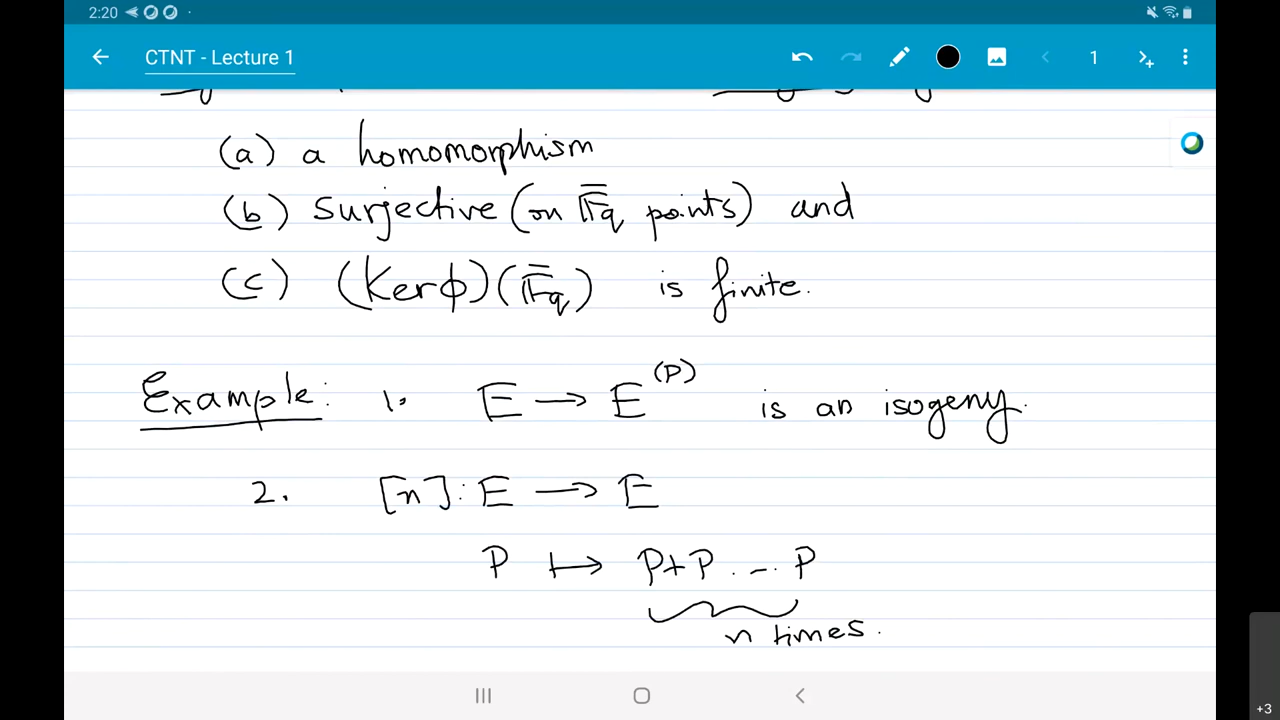 2:20
CTNT - Lecture 1
1
(a) a homomorphism
(b) surjective (on F̄q points) and
(c) (Ker ϕ)(F̄q) is finite.
Example: 1. E → E^(p) is an isogeny.
2. [n]: E → E
P ↦ P+P ... P
n times.
+3